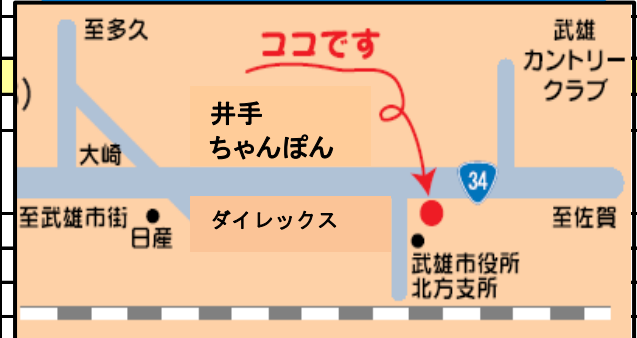 至多久
ココです
武雄
カントリー
クラブ
)
井手
ちゃんぽん
大崎
34
至武雄市街
日産
ダイレックス
至佐賀
武雄市役所
北方支所